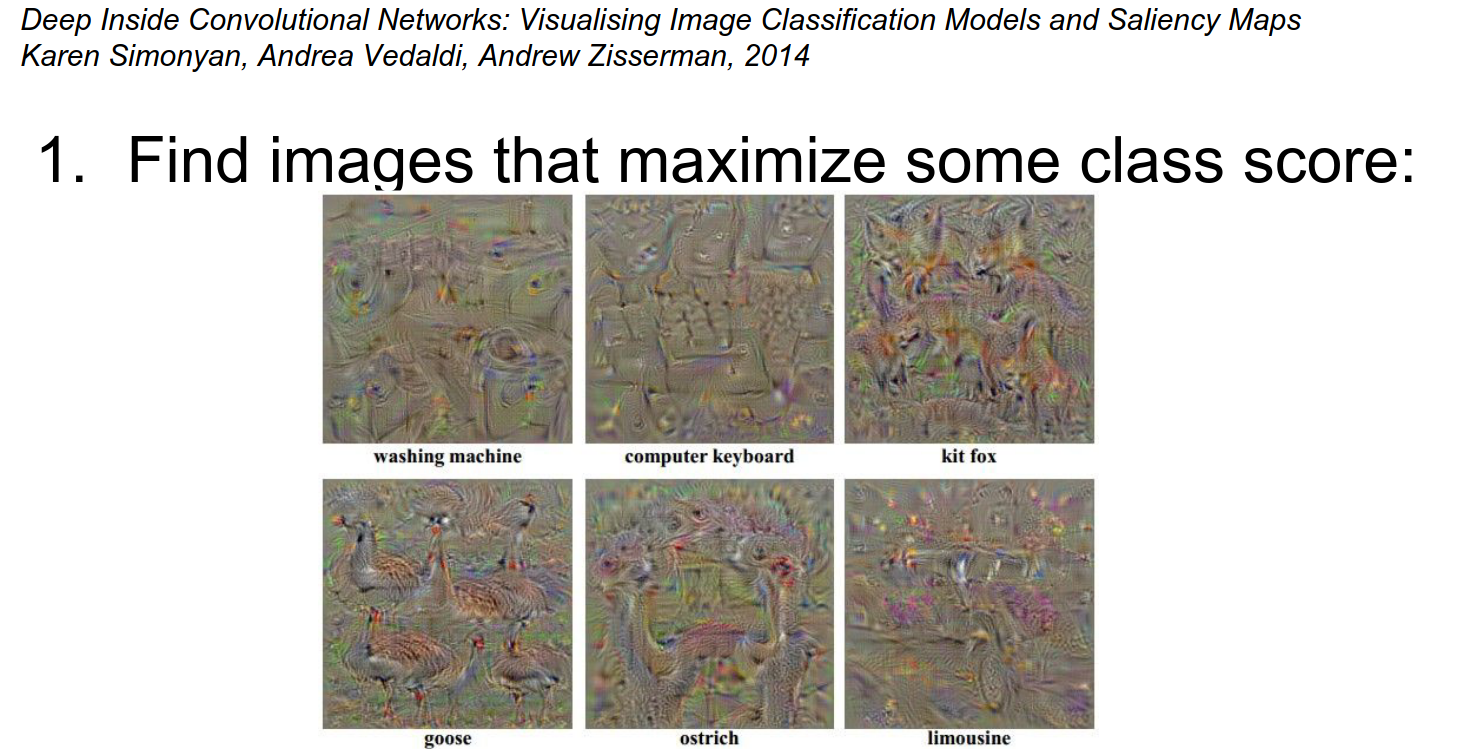 Deep Inside Convolutional Networks: Visualising Image Classification Models and Saliency Maps
Karen Simonyan, Andrea Vedaldi, Andrew Zisserman, 2014
1. Find images that maximize some class score:
washing machine
computer keyboard
kit fox
goose
ostrich
limousine